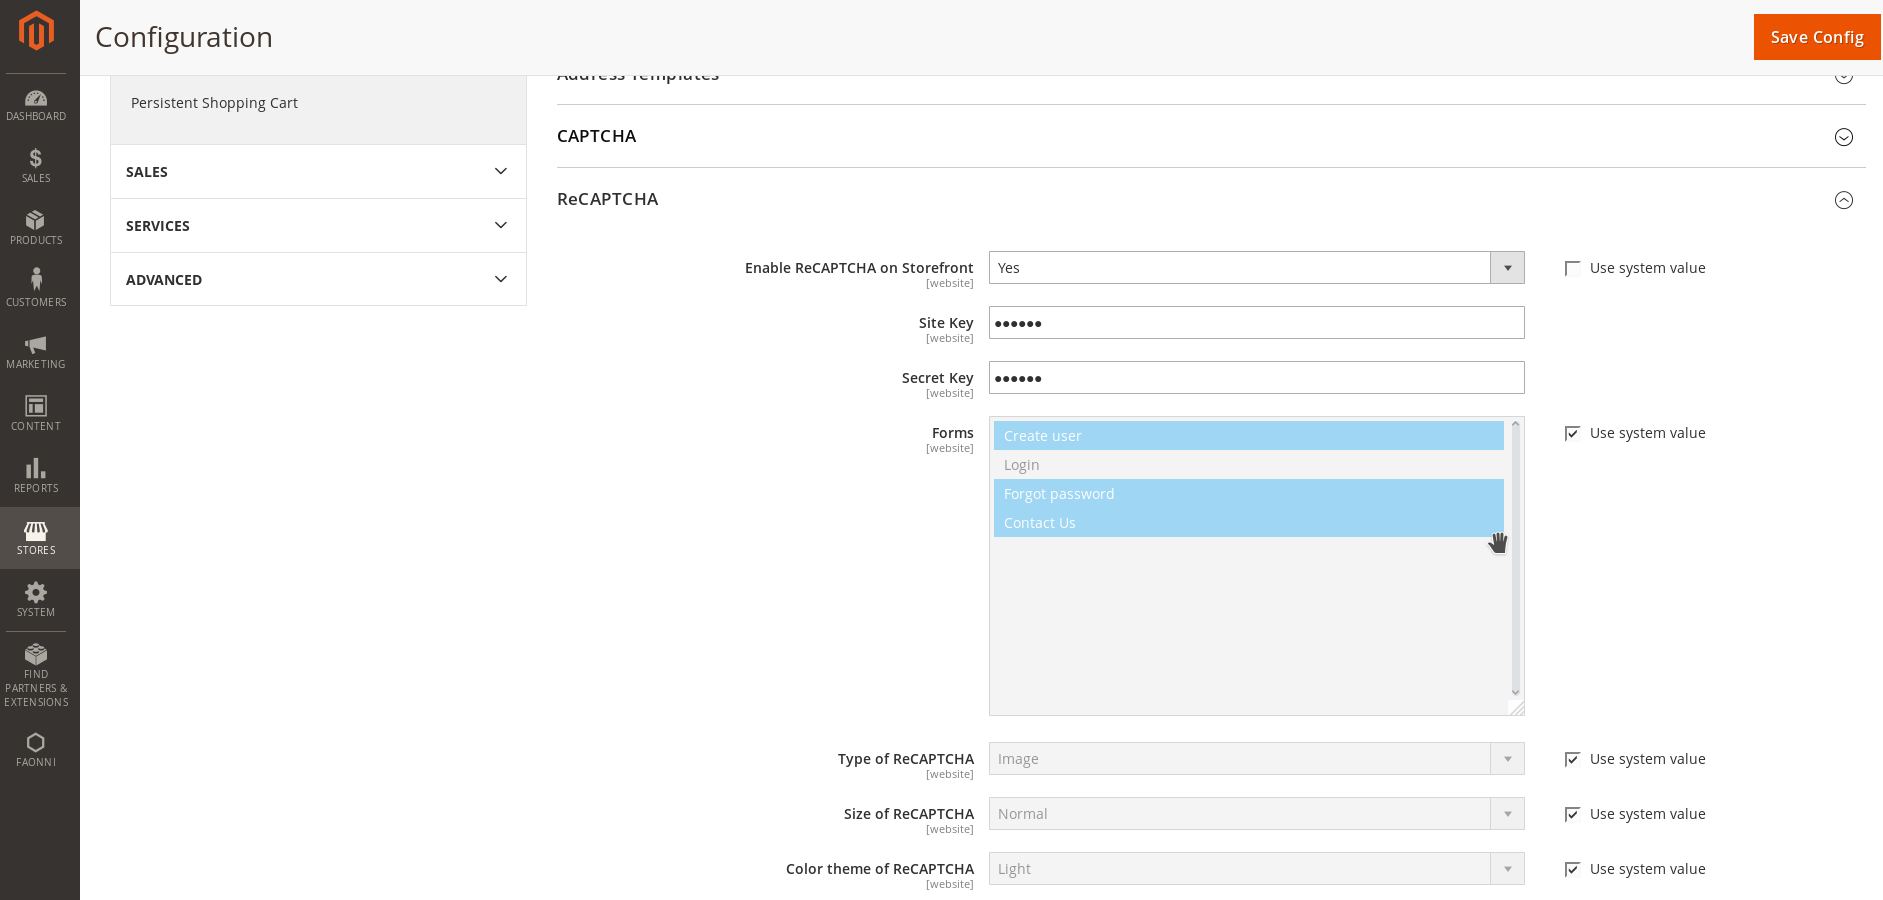 Configuration
Save Config
DASHBOARD
SALES
PRODUCTS
CUSTOMERS
MARKETING
CONTENT
REPORTS
STORES
SYSTEM
FIND
PARTNERS &
EXTENSIONS
FAONNI
Persistent Shopping Cart
SALES
SERVICES
ADVANCED
Address Templates
CAPTCHA
ReCAPTCHA
Enable ReCAPTCHA on Storefront
[website]
Yes
Use system value
Site Key
[website]
••••••
Secret Key
[website]
••••••
Forms
[website]
Create user
Login
Forgot password
Contact Us
Use system value
Type of ReCAPTCHA
[website]
Image
Use system value
Size of ReCAPTCHA
[website]
Normal
Use system value
Color theme of ReCAPTCHA
[website]
Light
Use system value